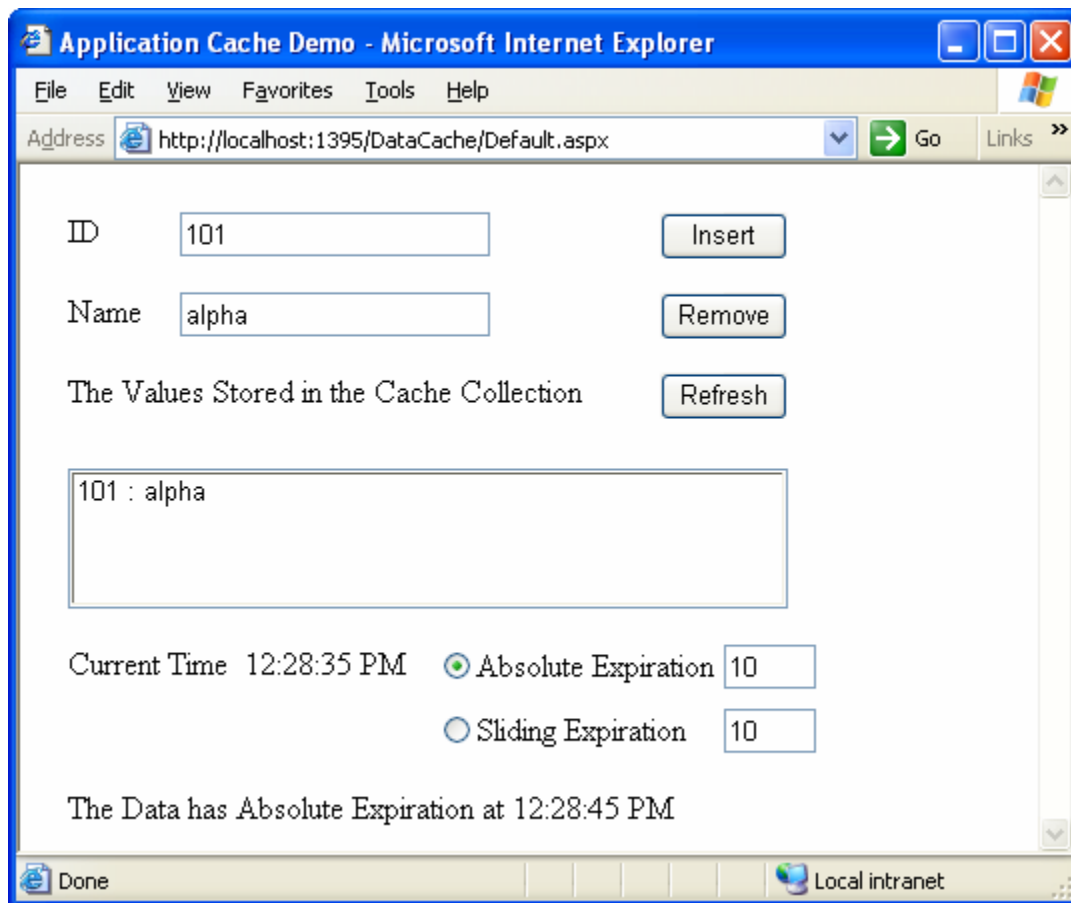 Application Cache Demo - Microsoft Internet Explorer
File Edit View Favorites Tools Help
Address http://localhost:1395/DataCache/Default.aspx Go Links »
ID 101 Insert
Name alpha Remove
The Values Stored in the Cache Collection Refresh
101 : alpha
Current Time 12:28:35 PM Absolute Expiration 10
Sliding Expiration 10
The Data has Absolute Expiration at 12:28:45 PM
Done Local intranet